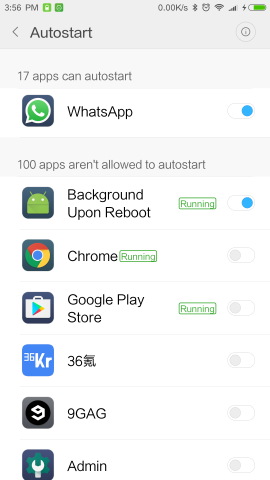 3:56 PM 0.00K/s
Autostart
17 apps can autostart
WhatsApp
100 apps aren't allowed to autostart
Background
Upon Reboot
Running
Chrome Running
Google Play
Store
Running
36Kr
36氪
9GAG
Admin